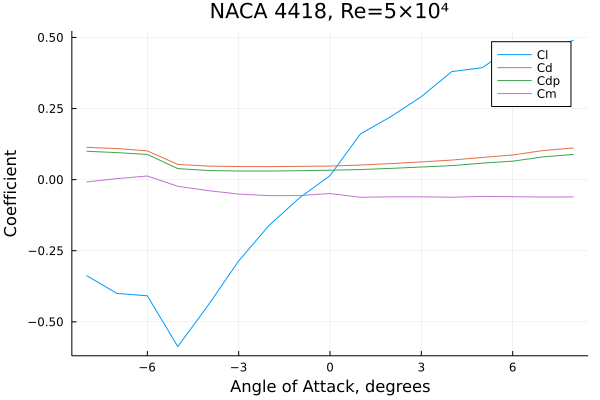 NACA 4418, Re=5×10⁴
0.50
0.25
0.00
−0.25
−0.50
Coefficient
Cl
Cd
Cdp
Cm
−6
−3
0
3
6
Angle of Attack, degrees